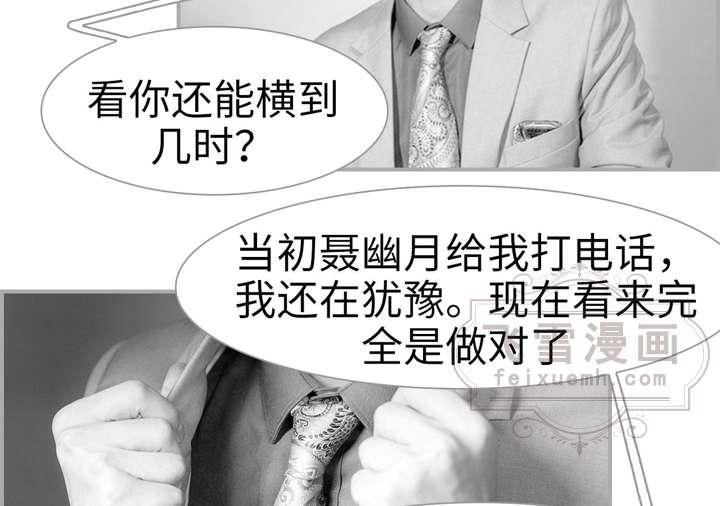 看你还能横到
几时？
当初聂幽月给我打电话，
我还在犹豫。现在看来完
全是做对了
飞雪漫画
feixuemh.com